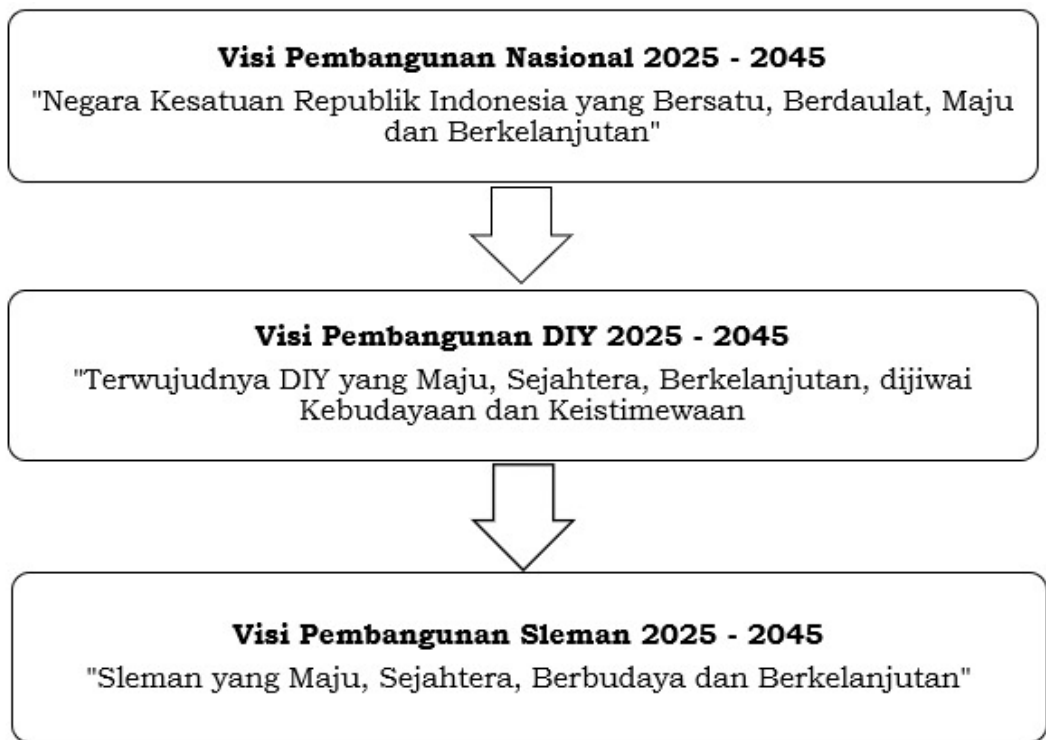 Visi Pembangunan Nasional 2025 - 2045
"Negara Kesatuan Republik Indonesia yang Bersatu, Berdaulat, Maju
dan Berkelanjutan"
Visi Pembangunan DIY 2025 - 2045
"Terwujudnya DIY yang Maju, Sejahtera, Berkelanjutan, dijiwai
Kebudayaan dan Keistimewaan
Visi Pembangunan Sleman 2025 - 2045
"Sleman yang Maju, Sejahtera, Berbudaya dan Berkelanjutan"